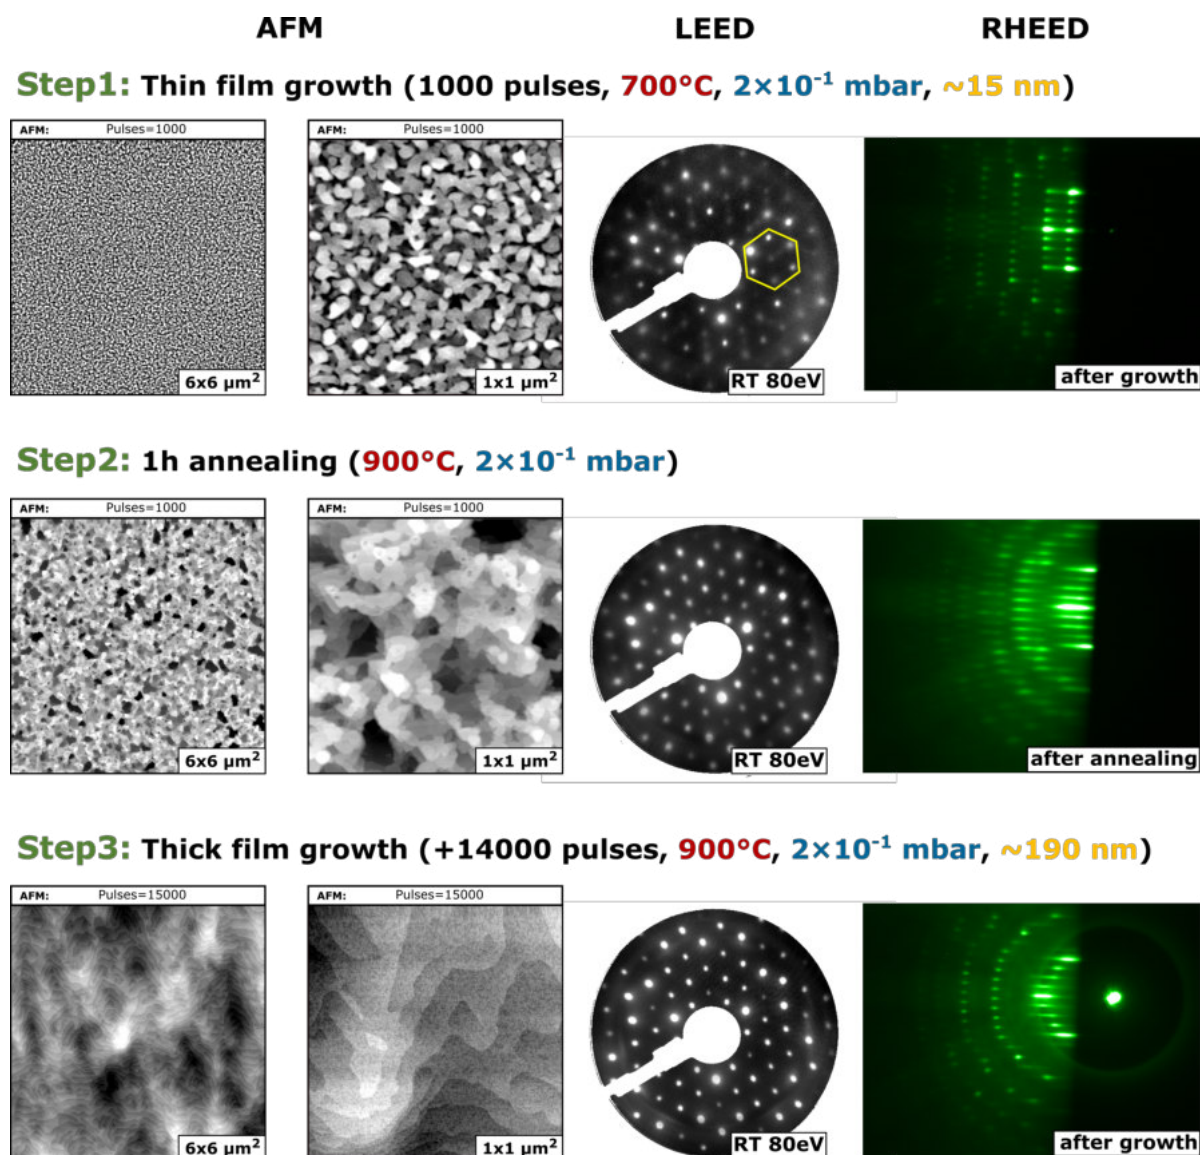 AFM LEED RHEED
Step1: Thin film growth (1000 pulses, 700°C, 2×10⁻¹ mbar, ~15 nm)
AFM: Pulses=1000
AFM: Pulses=1000
6x6 µm²
1x1 µm²
RT 80eV
after growth
Step2: 1h annealing (900°C, 2×10⁻¹ mbar)
AFM: Pulses=1000
AFM: Pulses=1000
6x6 µm²
1x1 µm²
RT 80eV
after annealing
Step3: Thick film growth (+14000 pulses, 900°C, 2×10⁻¹ mbar, ~190 nm)
AFM: Pulses=15000
AFM: Pulses=15000
6x6 µm²
1x1 µm²
RT 80eV
after growth